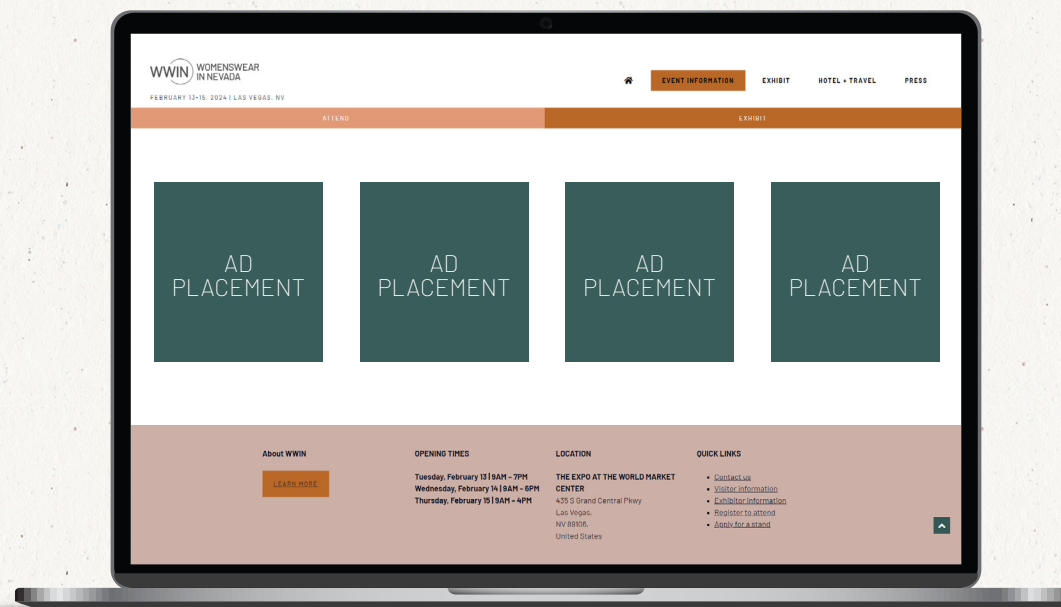 WWIN WOMENSWEAR
IN NEVADA
FEBRUARY 13-15, 2024 | LAS VEGAS, NV
EVENT INFORMATION
EXHIBIT
HOTEL + TRAVEL
PRESS
ATTEND
EXHIBIT
AD
PLACEMENT
AD
PLACEMENT
AD
PLACEMENT
AD
PLACEMENT
About WWIN
LEARN MORE
OPENING TIMES
Tuesday, February 13 | 9AM – 7PM
Wednesday, February 14 | 9AM – 6PM
Thursday, February 15 | 9AM – 4PM
LOCATION
THE EXPO AT THE WORLD MARKET
CENTER
435 S Grand Central Pkwy
Las Vegas,
NV 89106,
United States
QUICK LINKS
Contact us
Visitor information
Exhibitor Information
Register to attend
Apply for a stand